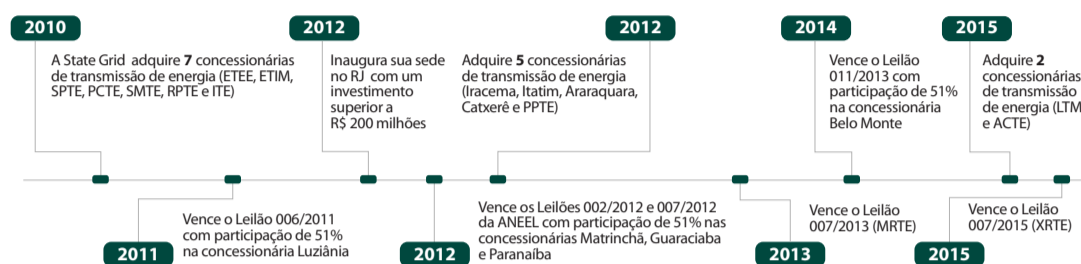 2010
A State Grid adquire 7 concessionárias
de transmissão de energia (ETEE, ETIM,
SPTE, PCTE, SMTE, RPTE e ITE)
2012
Inaugura sua sede
no RJ com um
investimento
superior a
R$ 200 milhões
2012
Adquire 5 concessionárias
de transmissão de energia
(Iracema, Itatim, Araraquara,
Catxerê e PPTE)
2014
Vence o Leilão
011/2013 com
participação de 51%
na concessionária
Belo Monte
2015
Adquire 2
concessionárias
de transmissão
de energia (LTM
e ACTE)
Vence o Leilão 006/2011
com participação de 51%
na concessionária Luziânia
2011
Vence os Leilões 002/2012 e 007/2012
da ANEEL com participação de 51% nas
concessionárias Matrinchã, Guaraciaba
e Paranaíba
2012
Vence o Leilão
007/2013 (MRTE)
2013
Vence o Leilão
007/2015 (XRTE)
2015